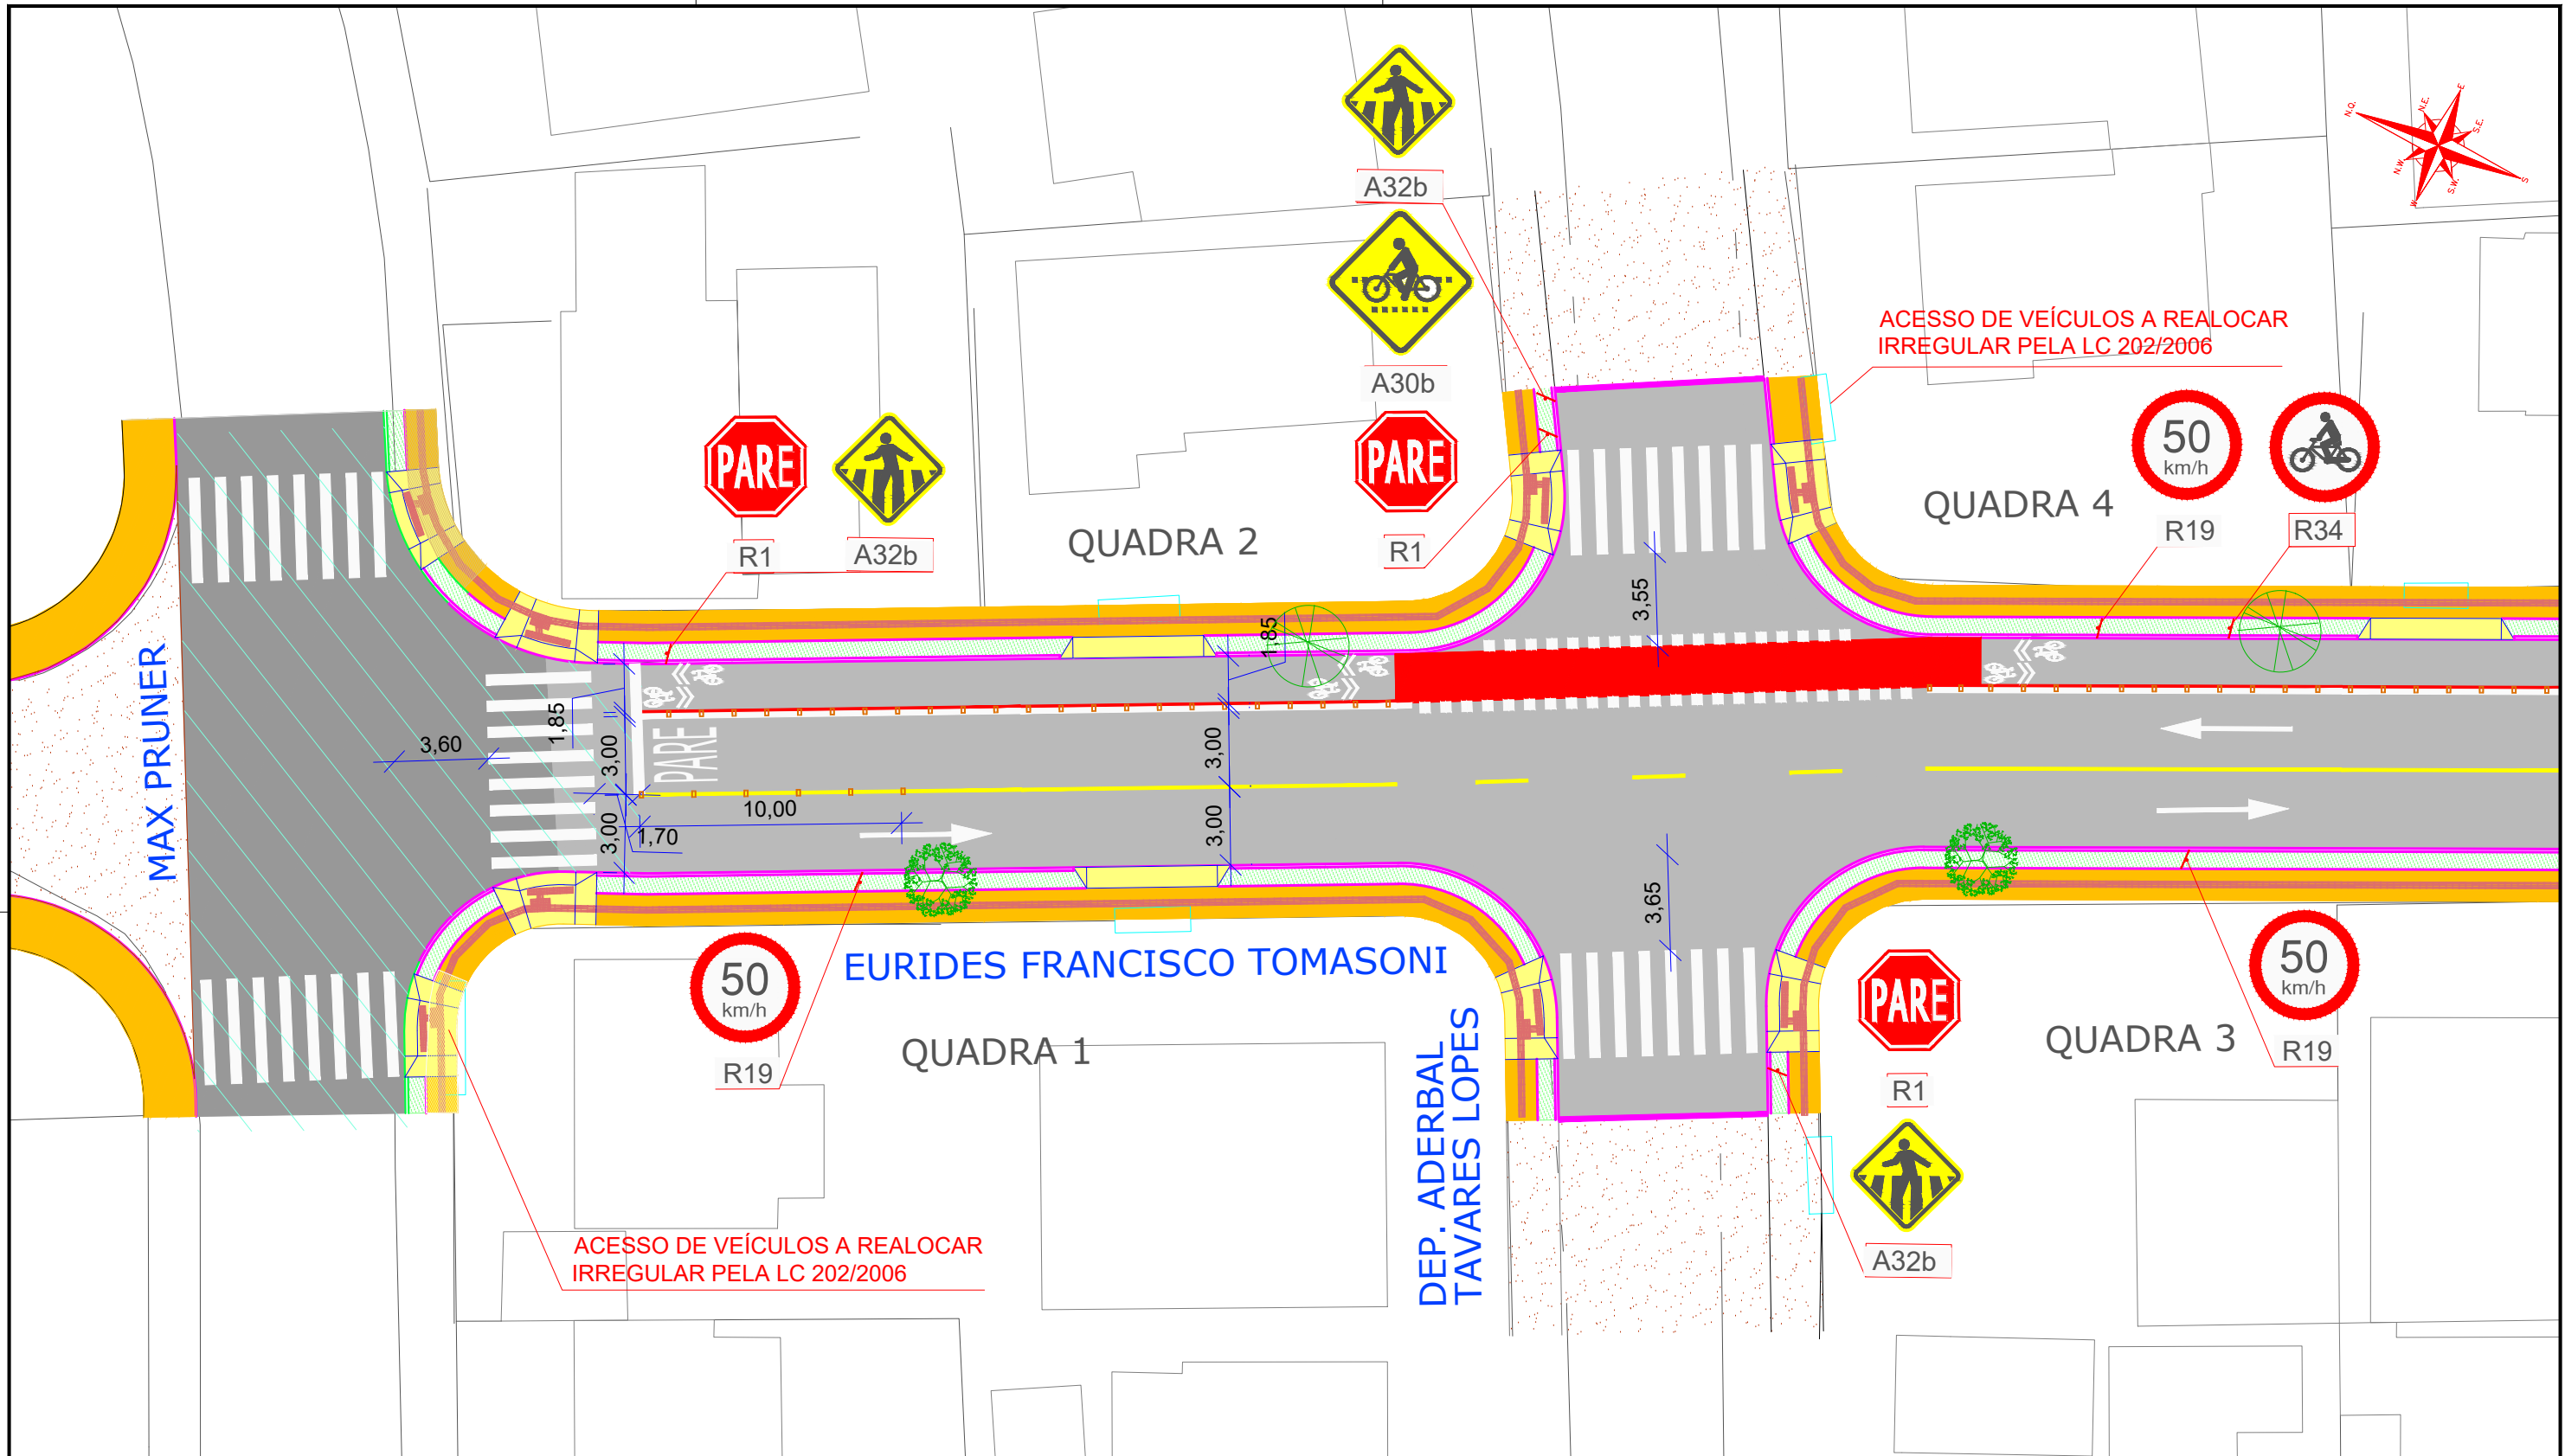 A32b
N.O.
N.E.
E
S.E.
S
S.W.
W
N.W.
A30b
ACESSO DE VEÍCULOS A REALOCAR
IRREGULAR PELA LC 202/2006
PARE
R1
A32b
QUADRA 2
PARE
R1
QUADRA 4
50
km/h
R19
R34
3,55
1,85
MAX PRUNER
3,60
1,85
3,00
PARE
3,00
10,00
3,00
1,70
3,00
3,65
50
km/h
R19
EURIDES FRANCISCO TOMASONI
QUADRA 1
DEP. ADERBAL
TAVARES LOPES
PARE
R1
A32b
QUADRA 3
50
km/h
R19
ACESSO DE VEÍCULOS A REALOCAR
IRREGULAR PELA LC 202/2006